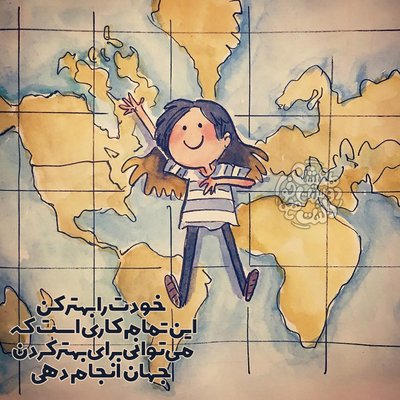 خودت را بهتر کن
این تمام کاری است که
می‌توانی برای بهتر کردن
جهان انجام دهی